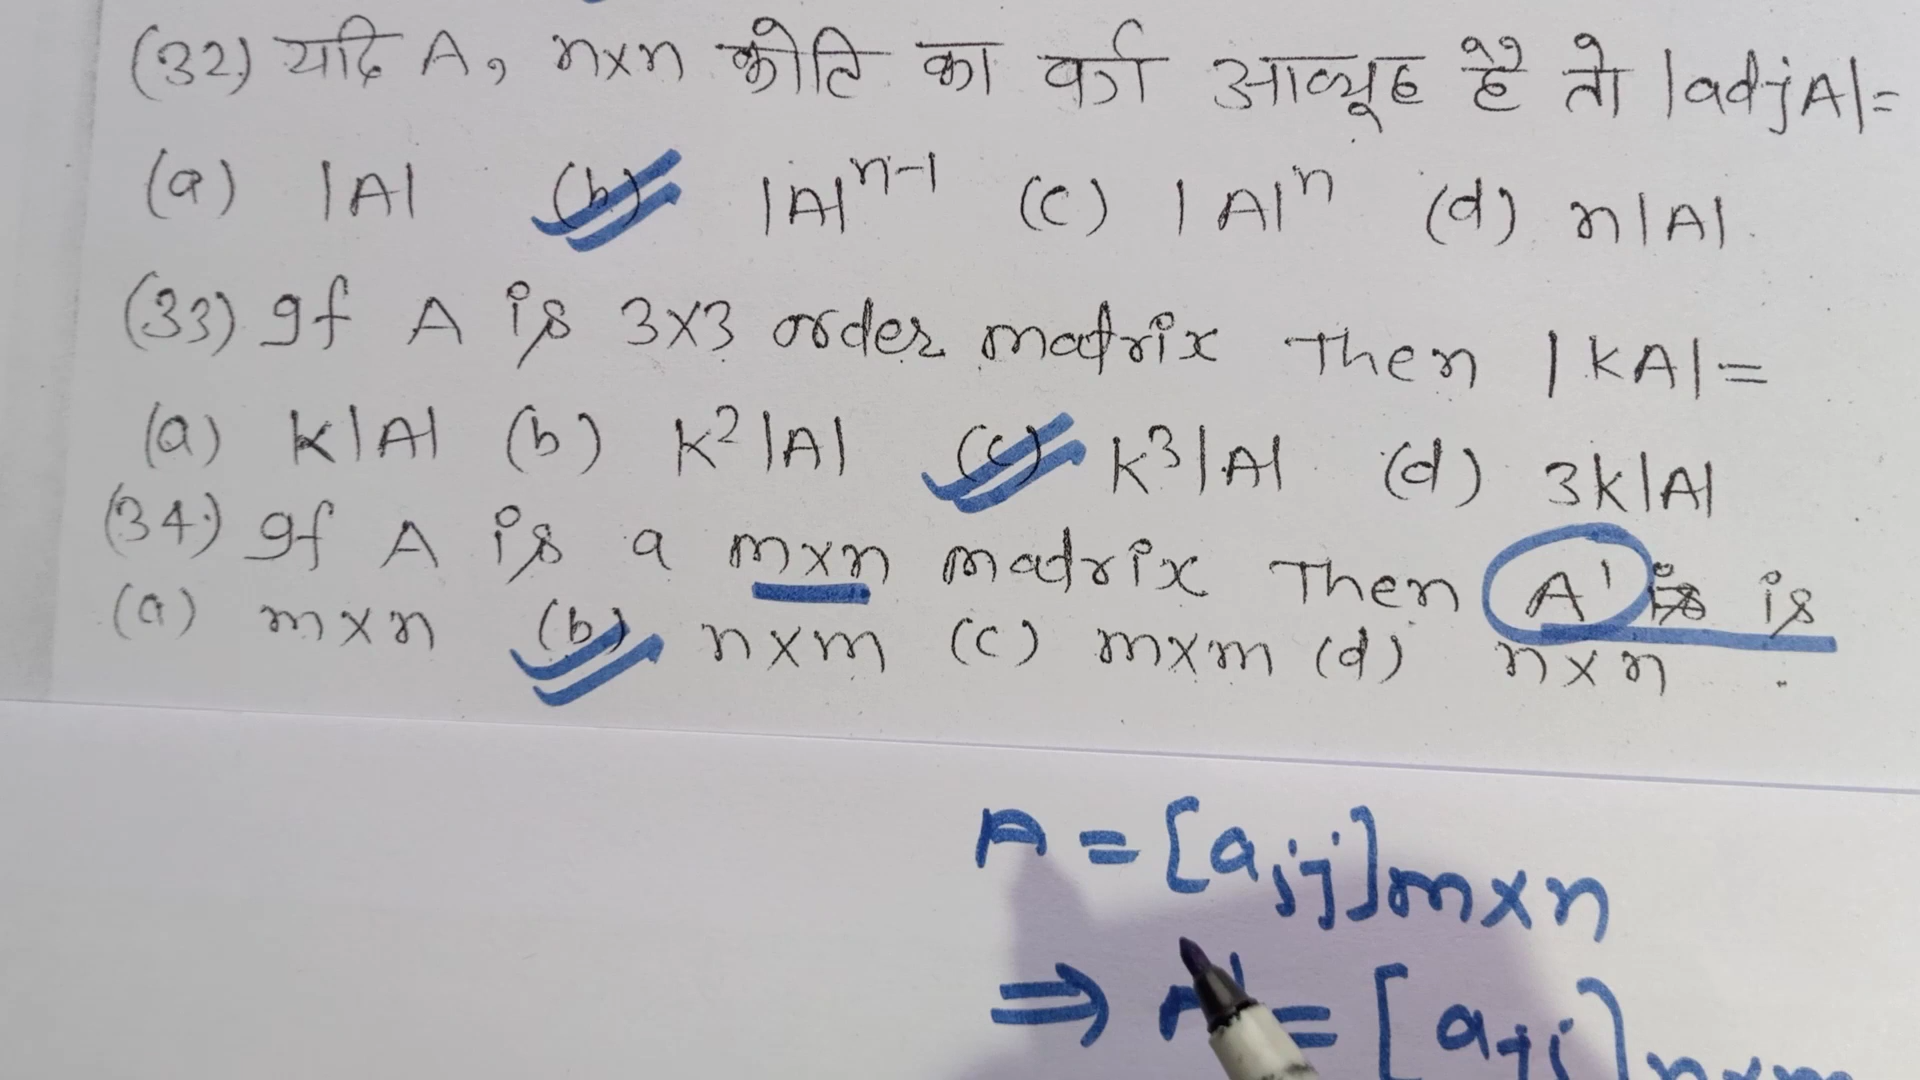 (32) यदि A, n×n कोटि का वर्ग आव्यूह है तो |adjA|=
(a) |A| (b) |A|ⁿ⁻¹ (c) |A|ⁿ (d) n|A|.
(33) If A is 3×3 order matrix Then |KA|=
(a) K|A| (b) K²|A| (c) K³|A| (d) 3K|A|
(34.) If A is a m×n matrix Then A' is
(a) m×n (b) n×m (c) m×m (d) n×n
A = [aij]m×n
⇒ A' = [aji]n×m